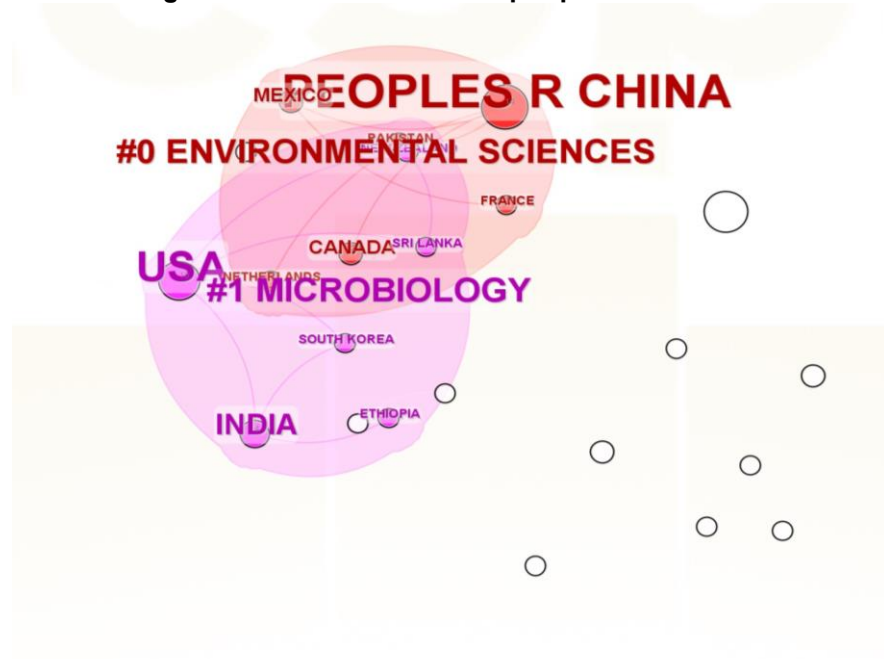 PEOPLES R CHINA
MEXICO
PAKISTAN
#0 ENVIRONMENTAL SCIENCES
FRANCE
CANADA
SRI LANKA
USA
NETHERLANDS
#1 MICROBIOLOGY
SOUTH KOREA
ETHIOPIA
INDIA